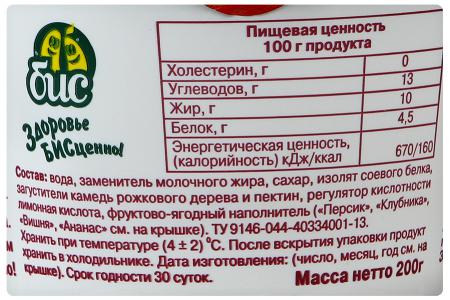 бис
Здоровье
БИСценно!
Пищевая ценность
100 г продукта
Холестерин, г 0
Углеводов, г 13
Жир, г 10
Белок, г 4,5
Энергетическая ценность,
(калорийность) кДж/ккал 670/160
Состав: вода, заменитель молочного жира, сахар, изолят соевого белка,
загустители камедь рожкового дерева и пектин, регулятор кислотности
лимонная кислота, фруктово-ягодный наполнитель («Персик», «Клубника»,
«Вишня», «Ананас» см. на крышке). ТУ 9146-044-40334001-13.
Хранить при температуре (4 ± 2) °С. После вскрытия упаковки продукт
хранить в холодильнике. Дата изготовления: (число, месяц, год см. на
крышке). Срок годности 30 суток.
Масса нетто 200г